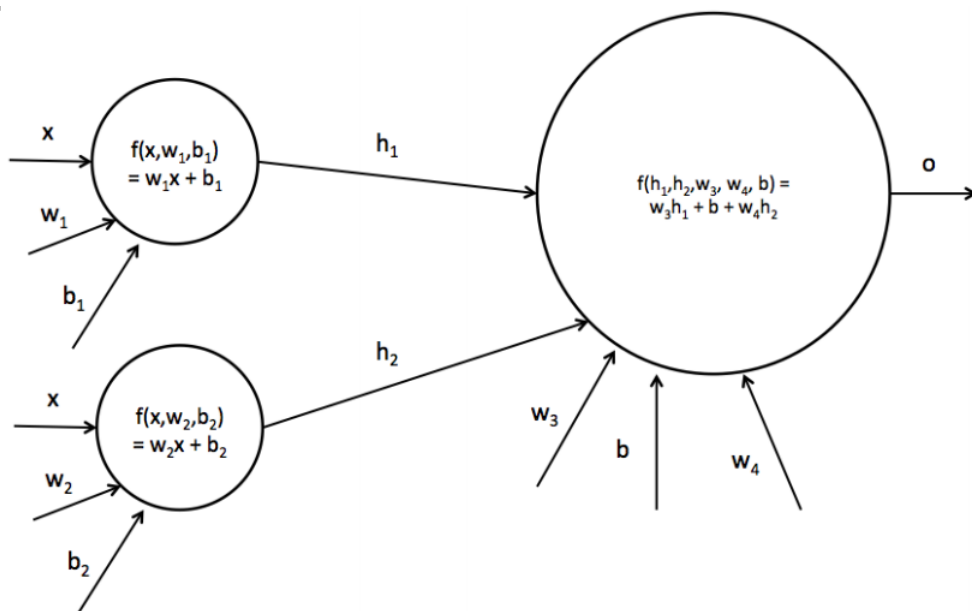 x
f(x,w₁,b₁)
= w₁x + b₁
w₁
b₁
h₁
x
f(x,w₂,b₂)
= w₂x + b₂
w₂
b₂
h₂
f(h₁,h₂,w₃, w₄, b) =
w₃h₁ + b + w₄h₂
w₃
b
w₄
o